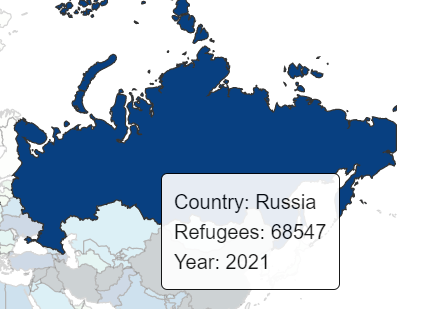 Country: Russia
Refugees: 68547
Year: 2021